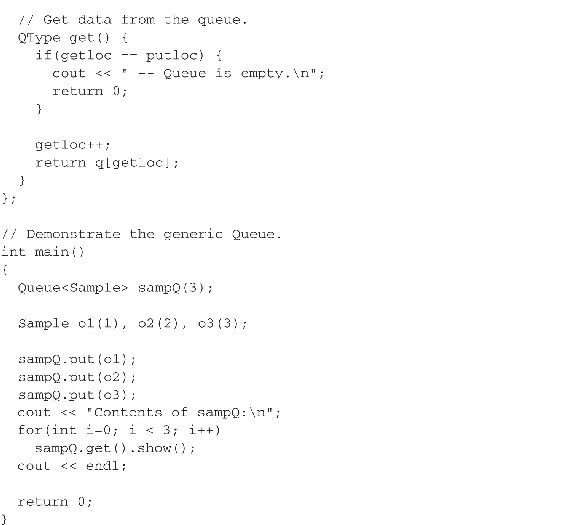 // Get data from the queue.
QType get() {
if(getloc == putloc) {
cout << " -- Queue is empty.\n";
return 0;
}
getloc++;
return q[getloc];
}
};
// Demonstrate the generic Queue.
int main()
{
Queue<Sample> sampQ(3);
Sample o1(1), o2(2), o3(3);
sampQ.put(o1);
sampQ.put(o2);
sampQ.put(o3);
cout << "Contents of sampQ:\n";
for(int i=0; i < 3; i++)
sampQ.get().show();
cout << endl;
return 0;
}